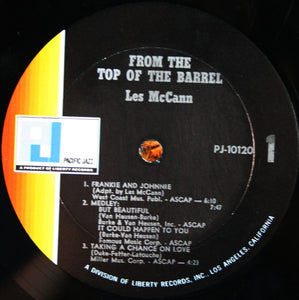 FROM THE
TOP OF THE BARREL
Les McCann
PJ-10120
1
PJ
PACIFIC JAZZ
A PRODUCT OF LIBERTY RECORDS
1. FRANKIE AND JOHNNIE
(Adpt. by Les McCann)
West Coast Mus. Publ. - ASCAP — 6:10
2. MEDLEY: 7:47
BUT BEAUTIFUL
(Van Heusen-Burke)
Burke & Van Heusen, Inc. - ASCAP
IT COULD HAPPEN TO YOU
(Burke-Van Heusen)
Famous Music Corp. - ASCAP
3. TAKING A CHANCE ON LOVE
(Duke-Fetter-Latouche)
Miller Mus. Corp. - ASCAP —
A DIVISION OF LIBERTY RECORDS, INC., LOS ANGELES, CALIFORNIA